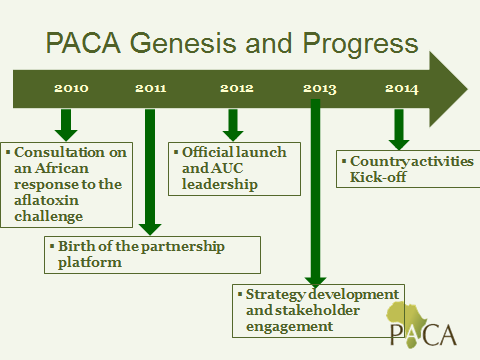 PACA Genesis and Progress
2010 2011 2012 2013 2014
▪ Consultation on
an African
response to the
aflatoxin
challenge
▪ Birth of the partnership
platform
▪ Official launch
and AUC
leadership
▪ Strategy development
and stakeholder
engagement
▪ Country activities
Kick-off
PACA